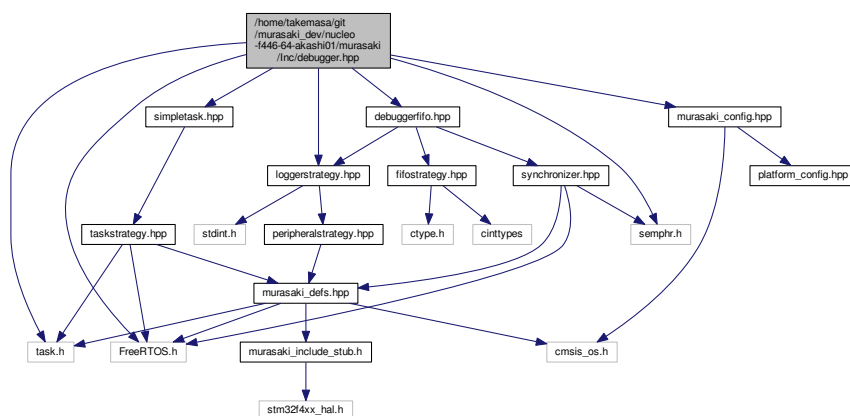 /home/takemasa/git
/murasaki_dev/nucleo
-f446-64-akashi01/murasaki
/Inc/debugger.hpp
simpletask.hpp
debuggerfifo.hpp
murasaki_config.hpp
loggerstrategy.hpp
fifostrategy.hpp
synchronizer.hpp
platform_config.hpp
taskstrategy.hpp
stdint.h
peripheralstrategy.hpp
ctype.h
cinttypes
semphr.h
murasaki_defs.hpp
task.h
FreeRTOS.h
murasaki_include_stub.h
cmsis_os.h
stm32f4xx_hal.h